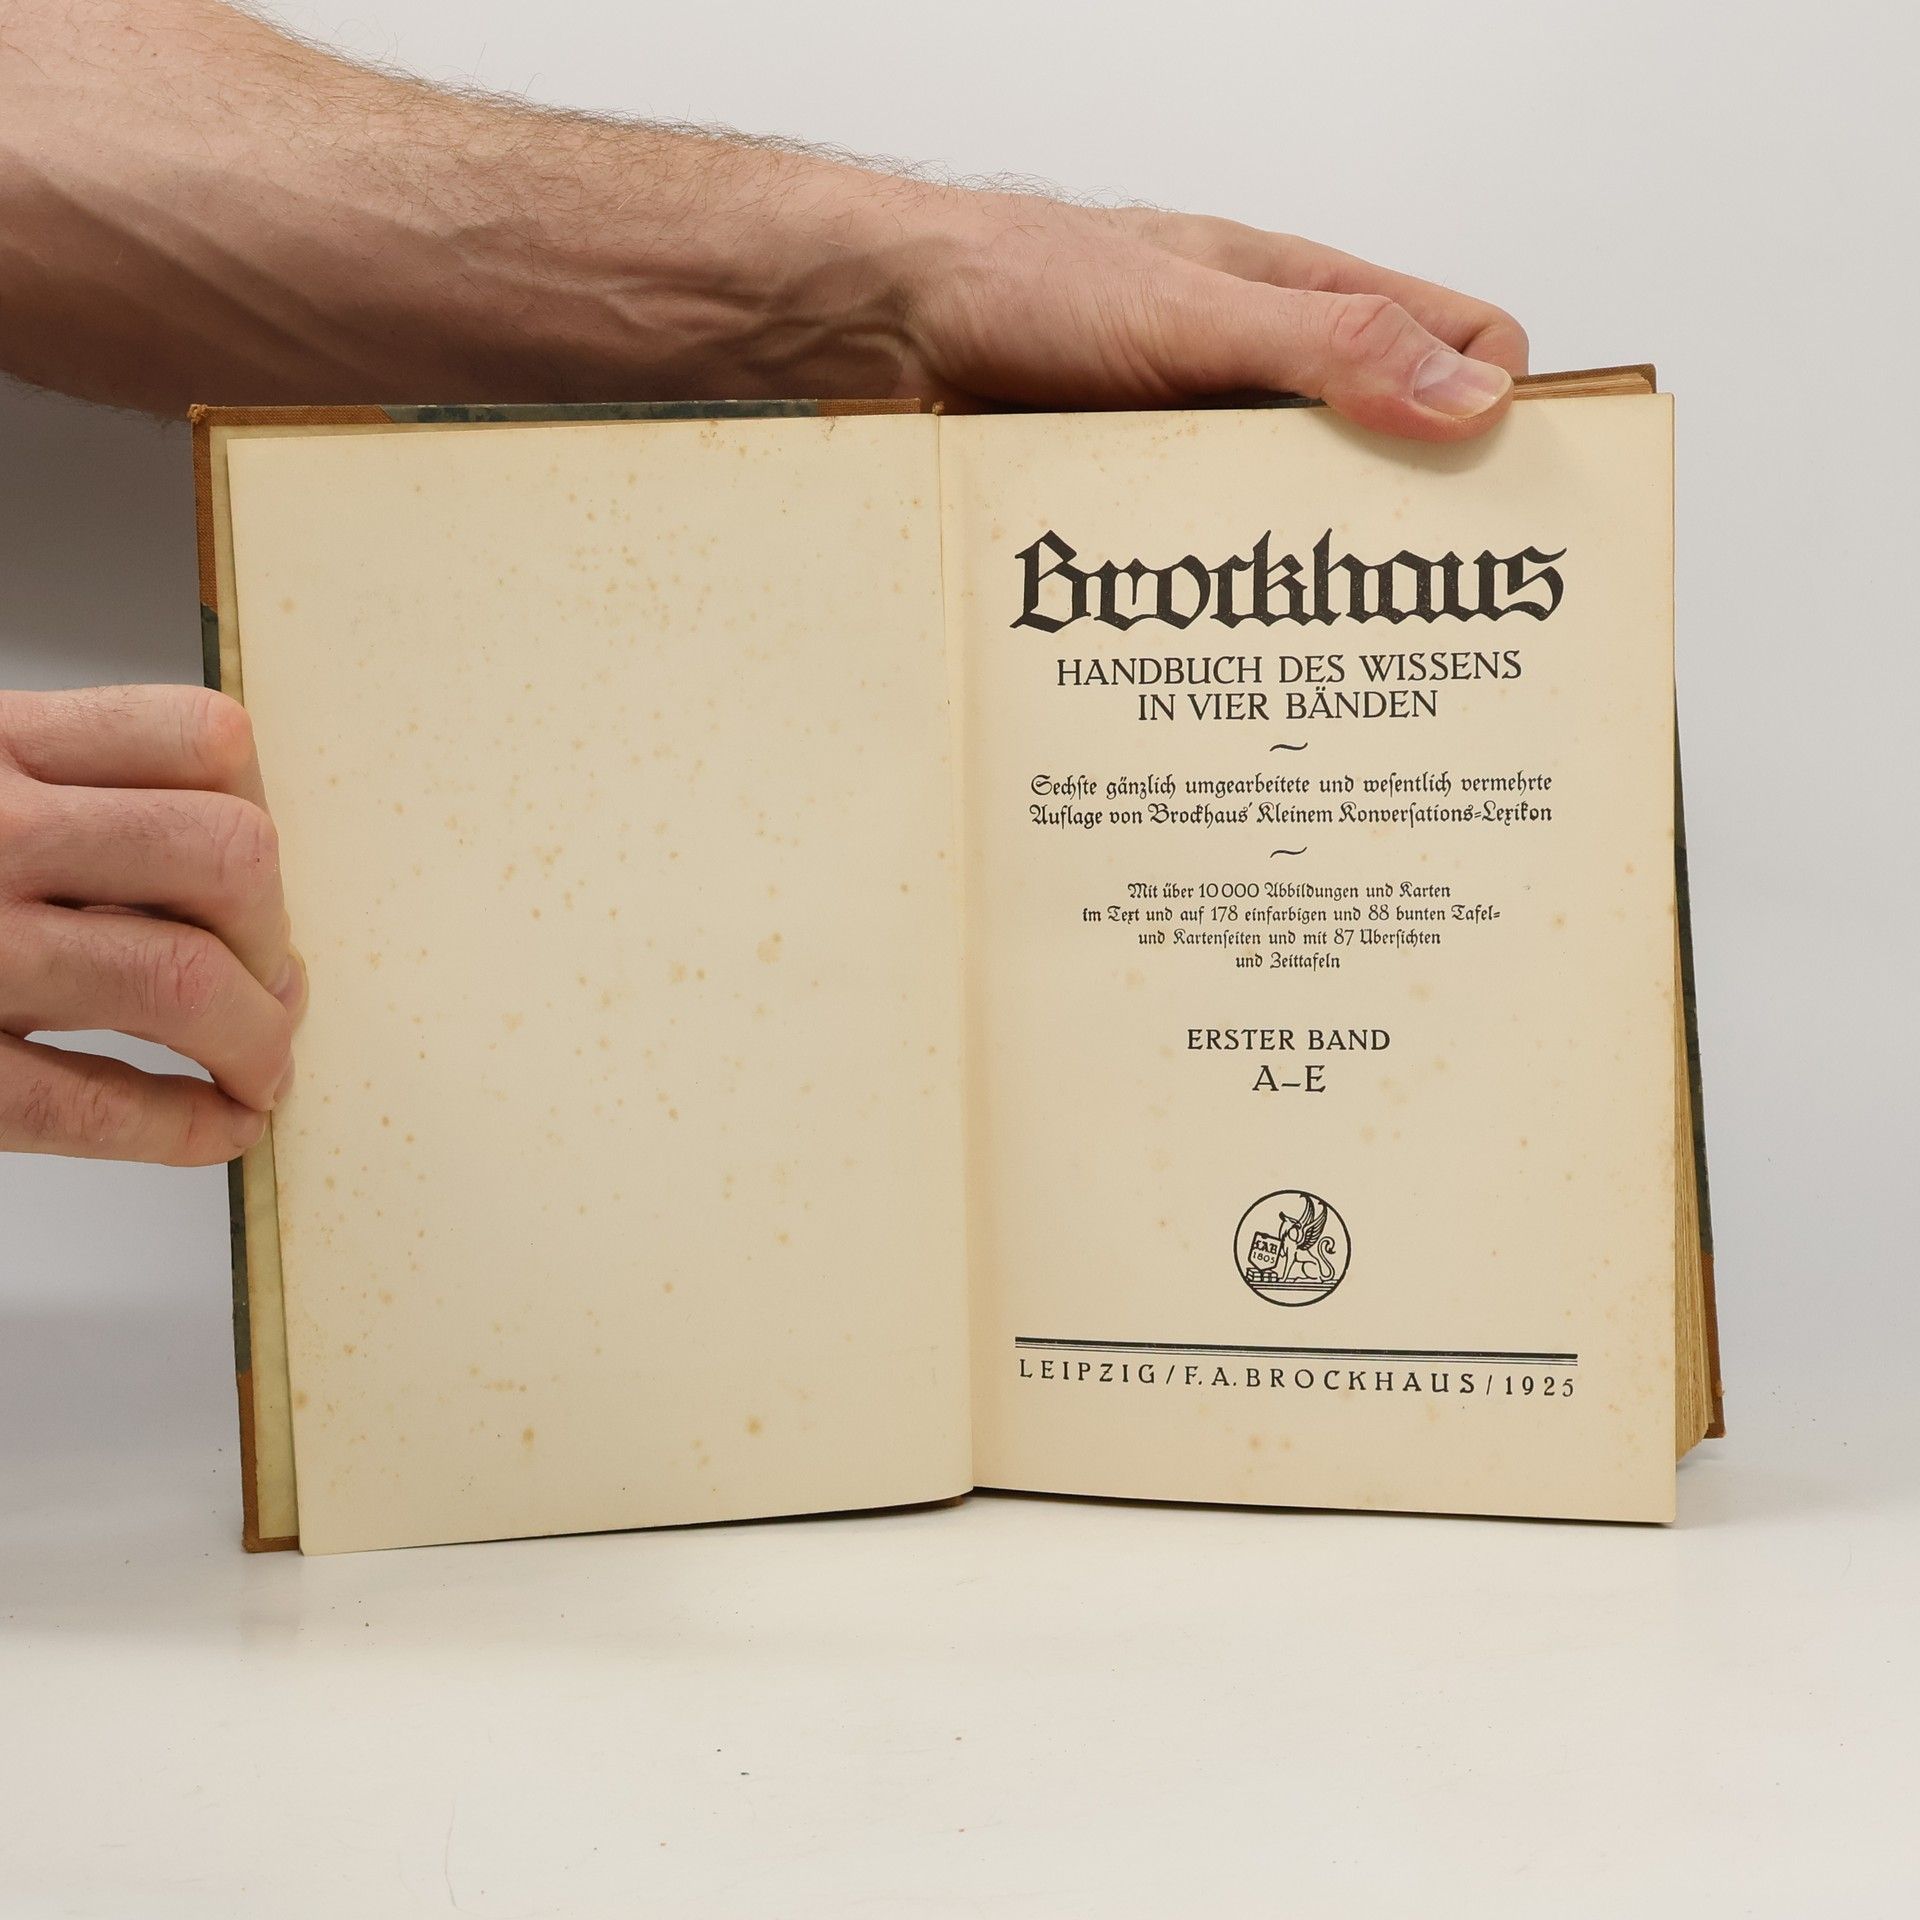 Brockhaus
HANDBUCH DES WISSENS
IN VIER BÄNDEN
Sechſte gänzlich umgearbeitete und weſentlich vermehrte
Auflage von Brockhaus' Kleinem Konverſations-Lexikon
Mit über 10000 Abbildungen und Karten
im Text und auf 178 einfarbigen und 88 bunten Tafel-
und Kartenſeiten und mit 87 Überſichten
und Zeittafeln
ERSTER BAND
A–E
F.A.B
1805
LEIPZIG / F. A. BROCKHAUS / 1925